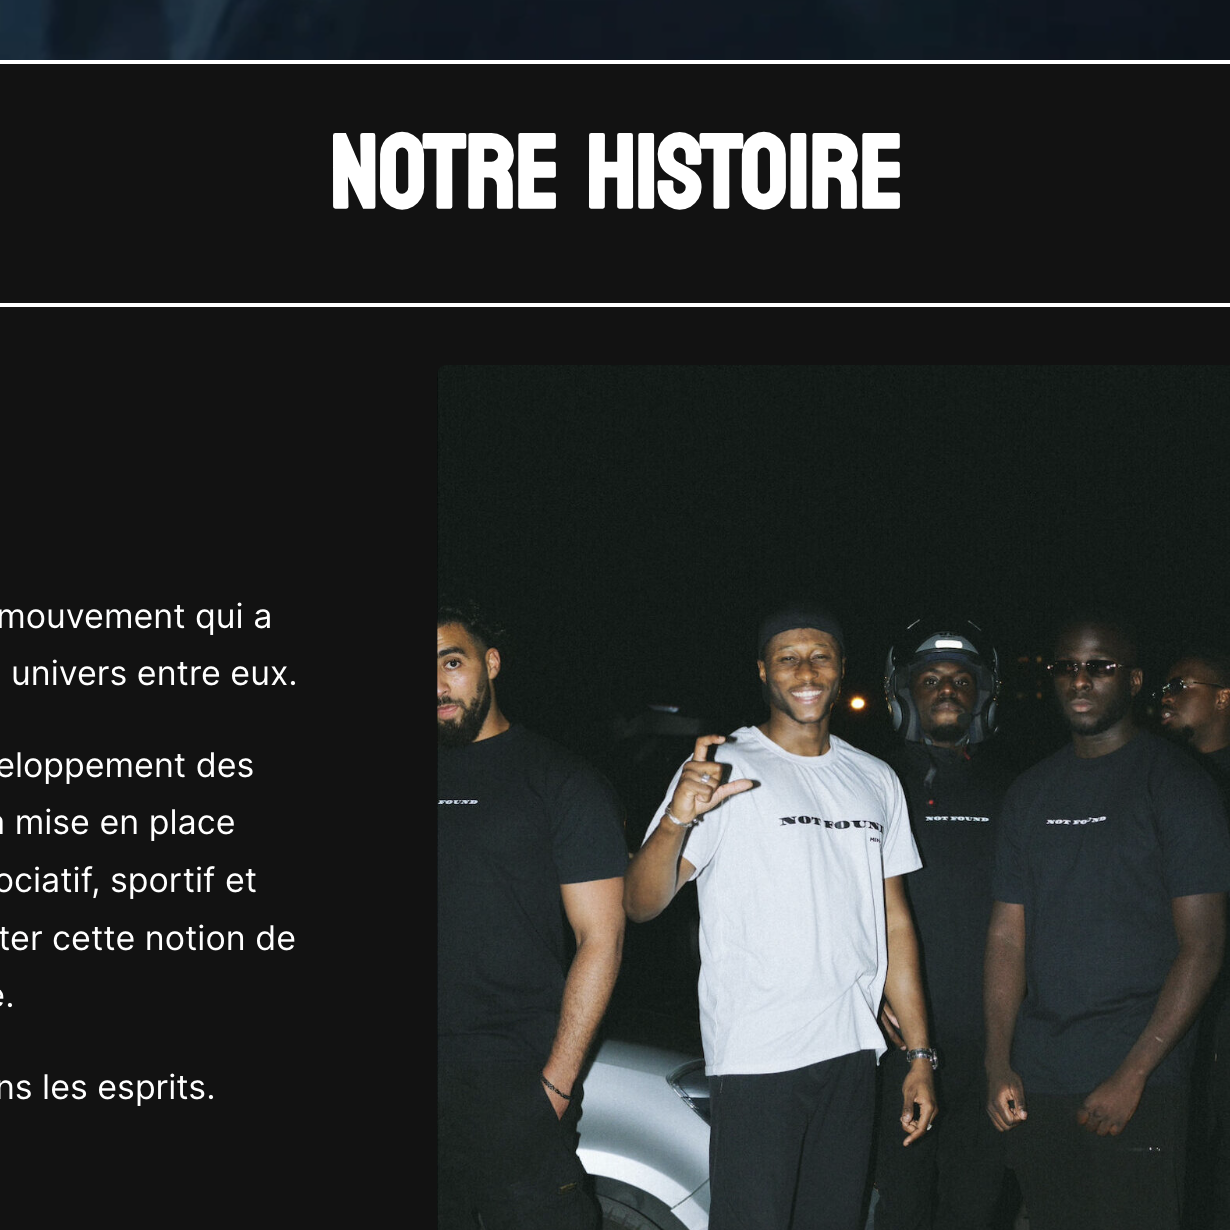 NOTRE HISTOIRE
mouvement qui a
univers entre eux.
eloppement des
mise en place
ociatif, sportif et
ter cette notion de
e.
ns les esprits.
FOUND
NOT FOUND
NOT FOUND
NOT FOUND